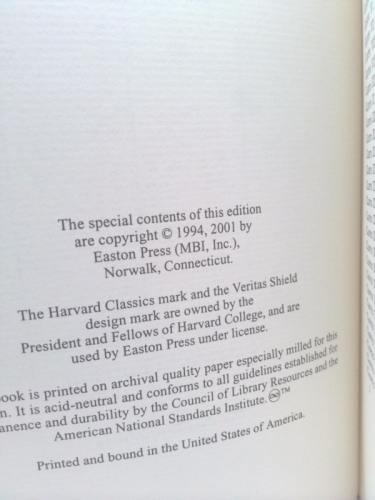 The special contents of this edition
are copyright © 1994, 2001 by
Easton Press (MBI, Inc.),
Norwalk, Connecticut.
The Harvard Classics mark and the Veritas Shield
design mark are owned by the
President and Fellows of Harvard College, and are
used by Easton Press under license.
ook is printed on archival quality paper especially milled for this
n. It is acid-neutral and conforms to all guidelines established for
anence and durability by the Council of Library Resources and the
American National Standards Institute. ∞™
Printed and bound in the United States of America.